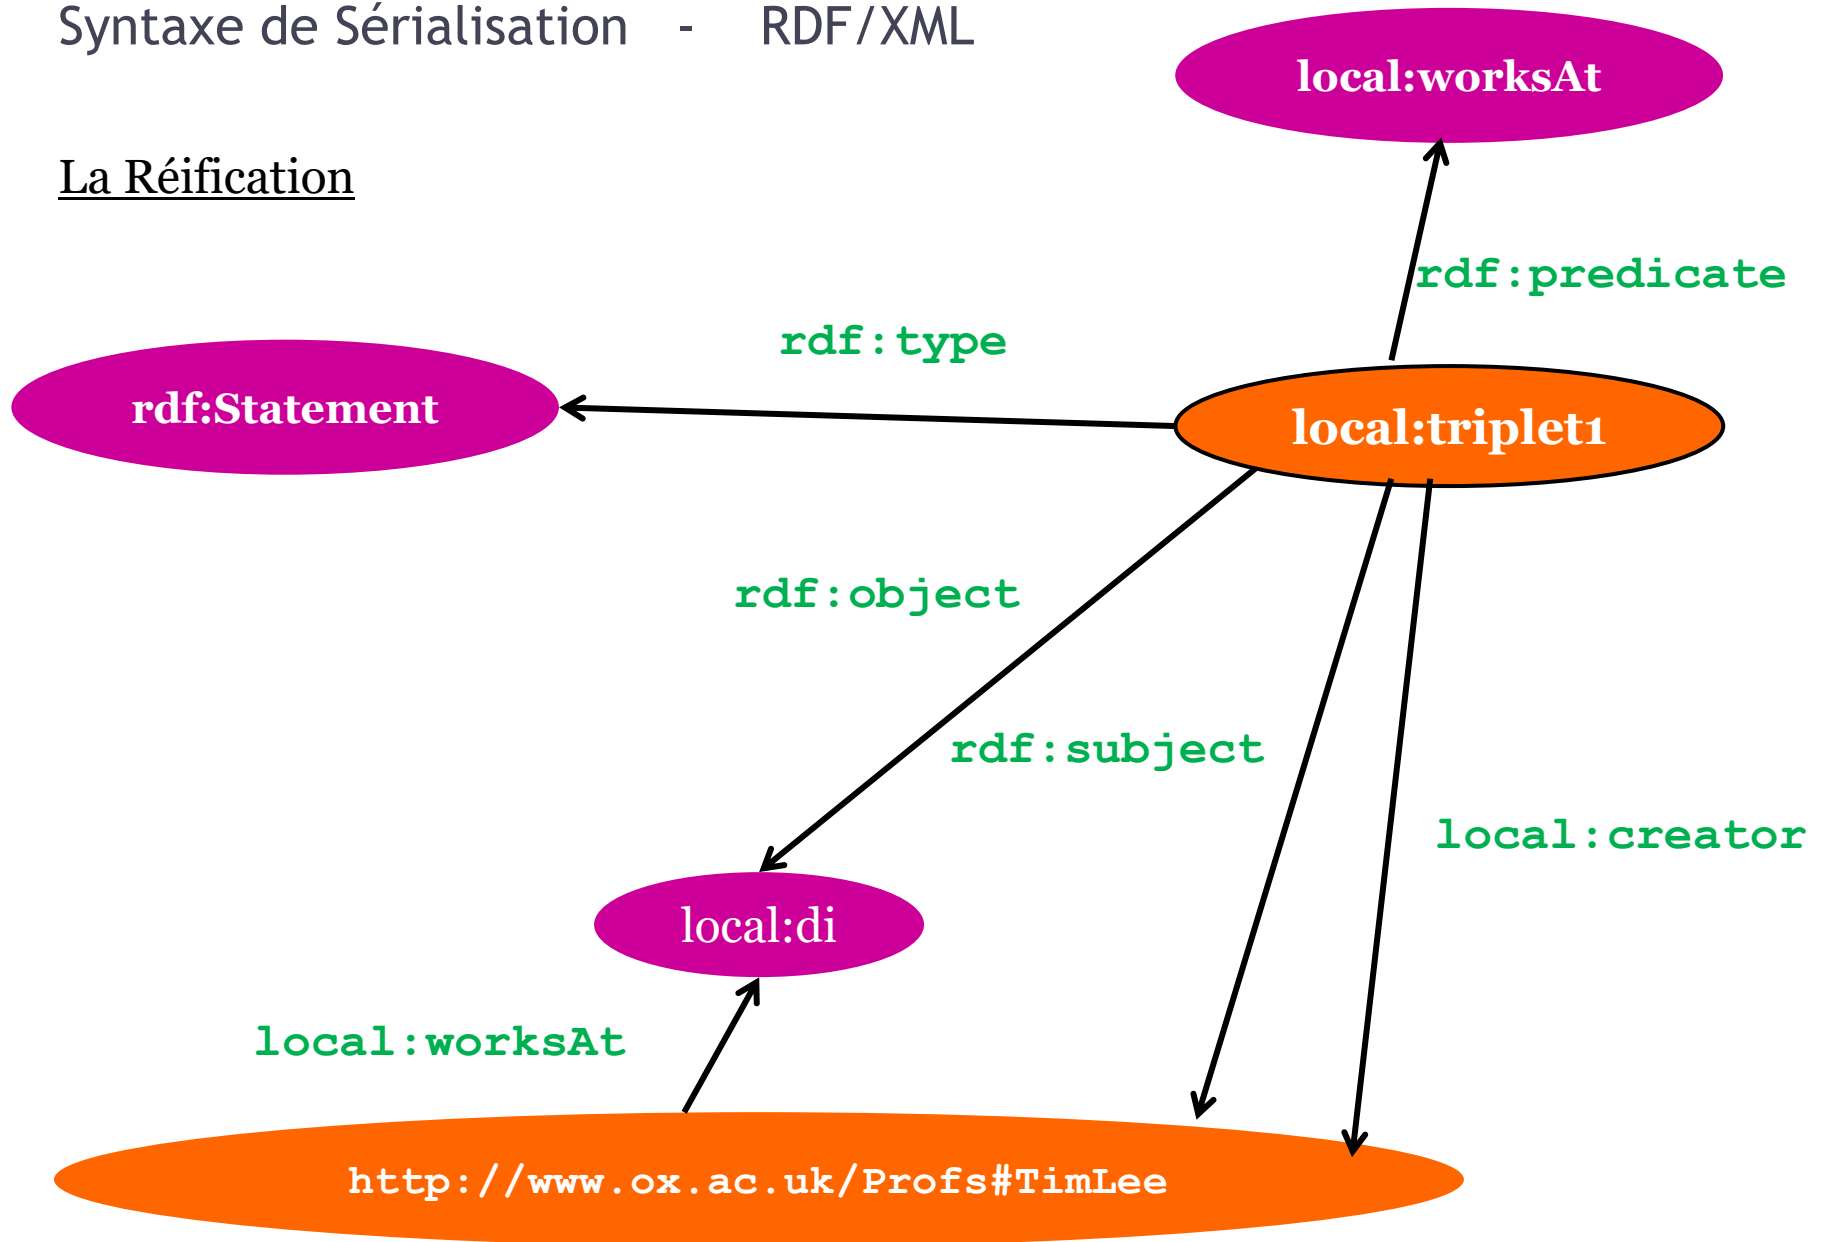 Syntaxe de Sérialisation - RDF/XML
local:worksAt
La Réification
rdf:predicate
rdf:type
rdf:Statement
local:triplet1
rdf:object
rdf:subject
local:creator
local:di
local:worksAt
http://www.ox.ac.uk/Profs#TimLee